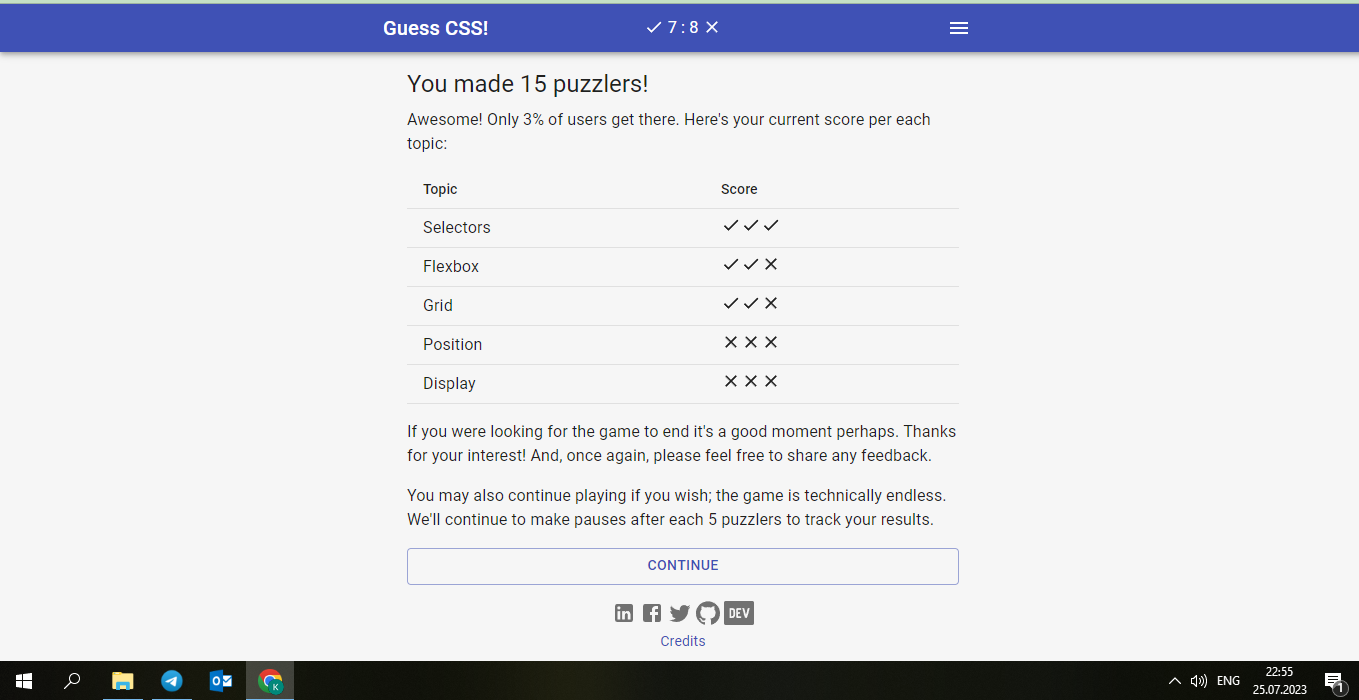 Guess CSS!
✓ 7 : 8 ✕
You made 15 puzzlers!
Awesome! Only 3% of users get there. Here's your current score per each
topic:
Topic Score
Selectors ✓ ✓ ✓
Flexbox ✓ ✓ ✕
Grid ✓ ✓ ✕
Position ✕ ✕ ✕
Display ✕ ✕ ✕
If you were looking for the game to end it's a good moment perhaps. Thanks
for your interest! And, once again, please feel free to share any feedback.
You may also continue playing if you wish; the game is technically endless.
We'll continue to make pauses after each 5 puzzlers to track your results.
CONTINUE
in f DEV
Credits
K
ENG
22:55
25.07.2023
1